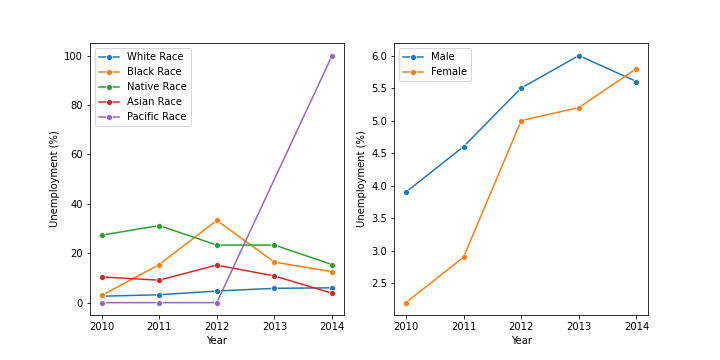 White Race
Black Race
Native Race
Asian Race
Pacific Race
100
80
60
40
20
0
Unemployment (%)
2010 2011 2012 2013 2014
Year
Male
Female
6.0
5.5
5.0
4.5
4.0
3.5
3.0
2.5
Unemployment (%)
2010 2011 2012 2013 2014
Year